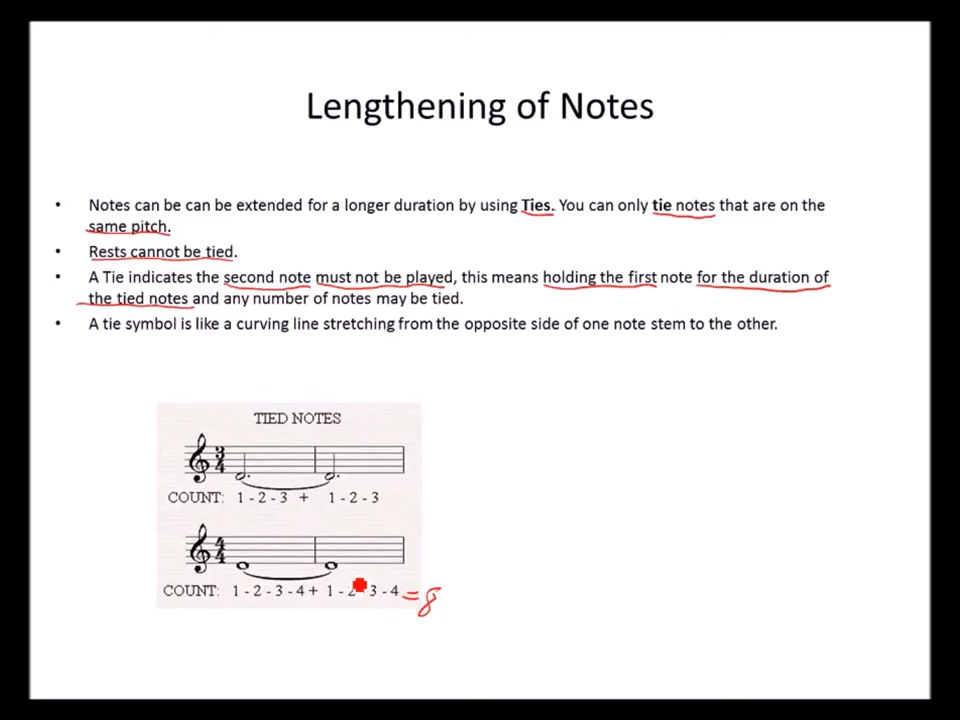 Lengthening of Notes
• Notes can be can be extended for a longer duration by using Ties. You can only tie notes that are on the
same pitch.
• Rests cannot be tied.
• A Tie indicates the second note must not be played, this means holding the first note for the duration of
the tied notes and any number of notes may be tied.
• A tie symbol is like a curving line stretching from the opposite side of one note stem to the other.
TIED NOTES
3
4
COUNT: 1 - 2 - 3 + 1 - 2 - 3
4
4
COUNT: 1 - 2 - 3 - 4 + 1 - 2 - 3 - 4 = 8